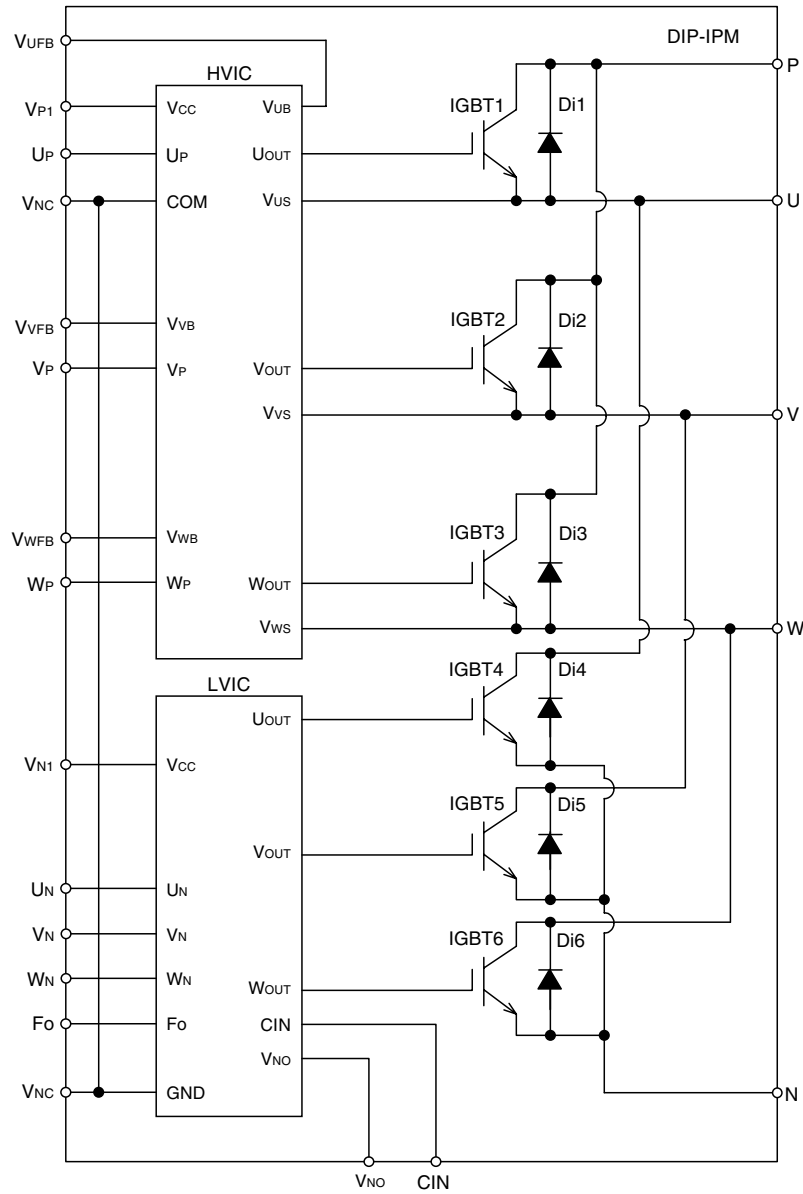 DIP-IPM
VUFB
HVIC
P
VP1
VCC
VUB
IGBT1
Di1
UP
UP
UOUT
VNC
COM
VUS
U
VVFB
VVB
IGBT2
Di2
VP
VP
VOUT
VVS
V
VWFB
VWB
IGBT3
Di3
WP
WP
WOUT
VWS
W
LVIC
IGBT4
Di4
UOUT
VN1
VCC
IGBT5
Di5
VOUT
UN
UN
VN
VN
IGBT6
Di6
WN
WN
WOUT
Fo
Fo
CIN
VNO
VNC
GND
N
VNO
CIN